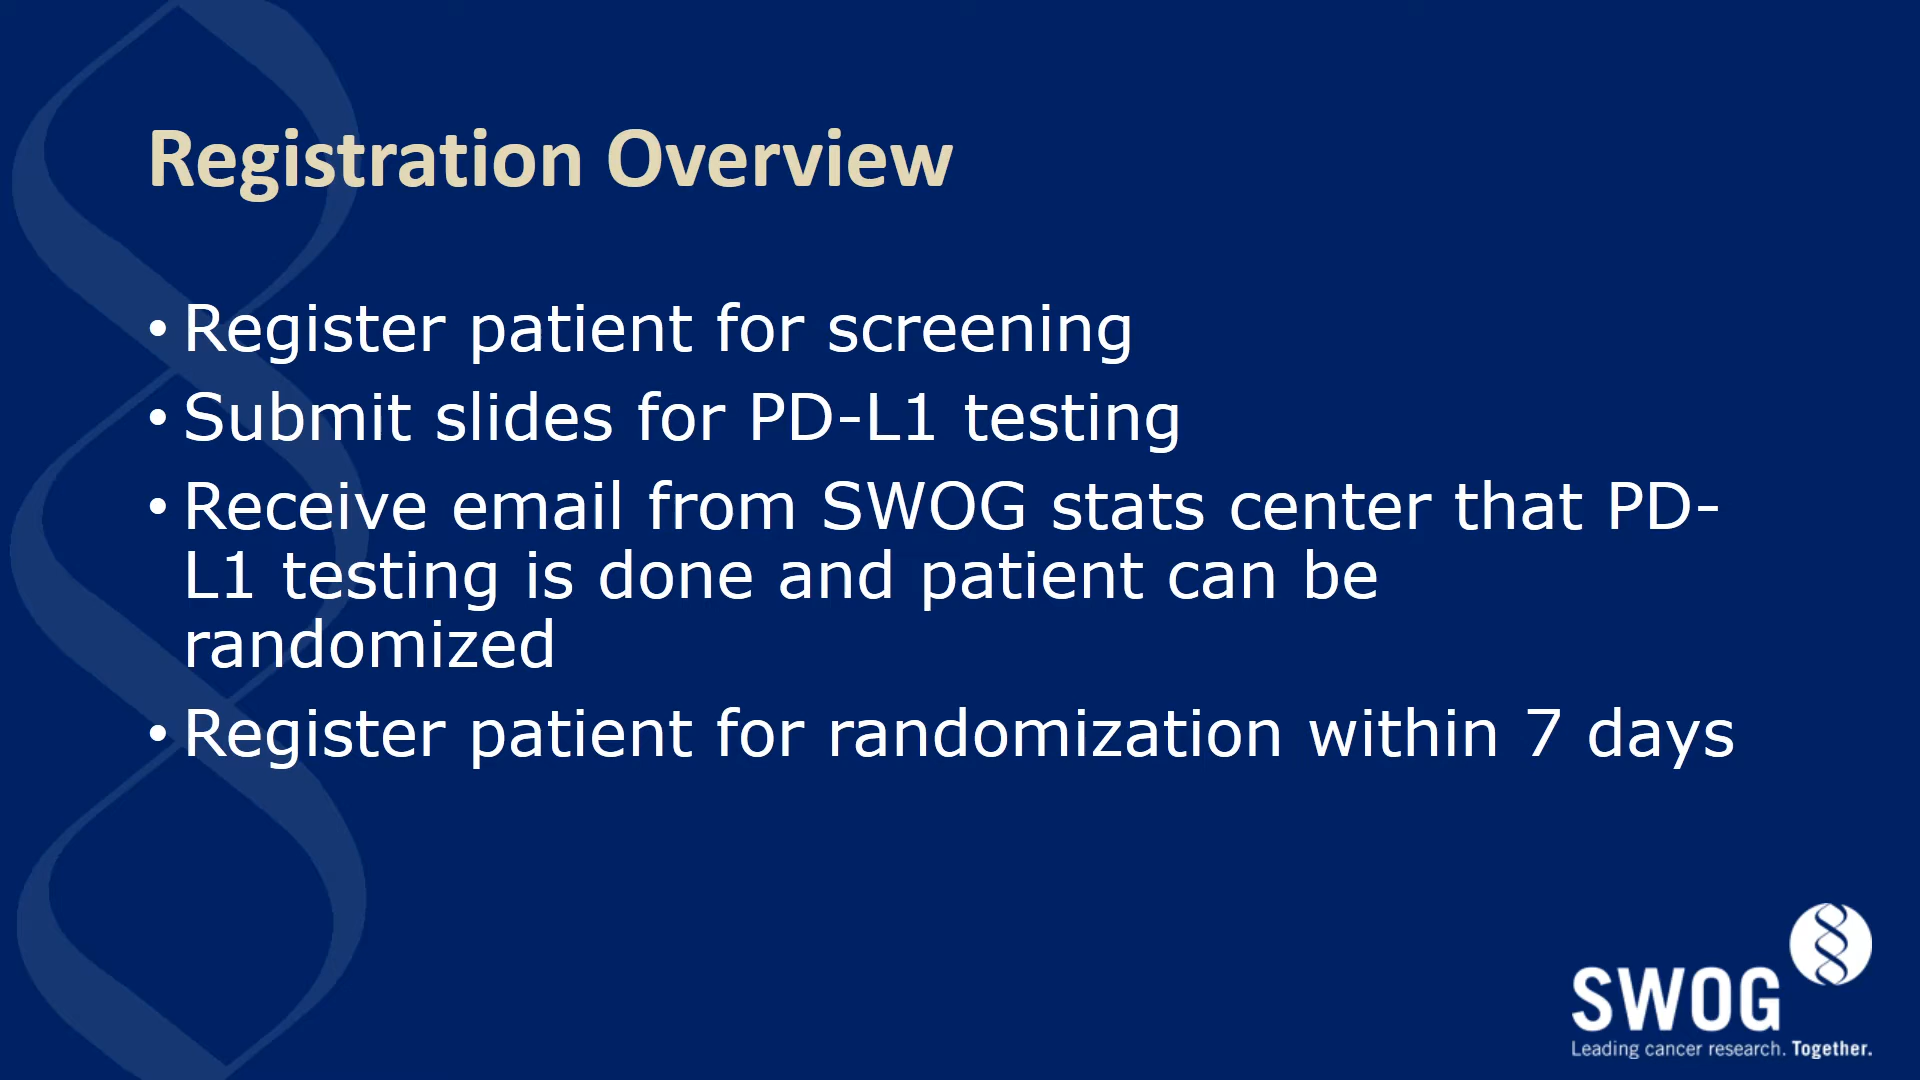 Registration Overview
• Register patient for screening
• Submit slides for PD-L1 testing
• Receive email from SWOG stats center that PD-
L1 testing is done and patient can be
randomized
• Register patient for randomization within 7 days
SWOG
Leading cancer research. Together.